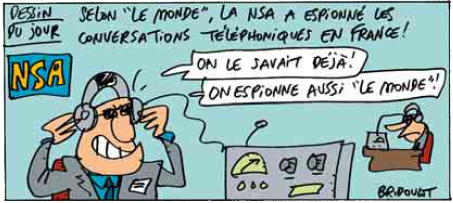 DESSIN
DU JOUR
SELON "LE MONDE", LA NSA A ESPIONNÉ LES
CONVERSATIONS TÉLÉPHONIQUES EN FRANCE!
NSA
ON LE SAVAIT DÉJÀ!
ON ESPIONNE AUSSI "LE MONDE"!
BRIDOULOT